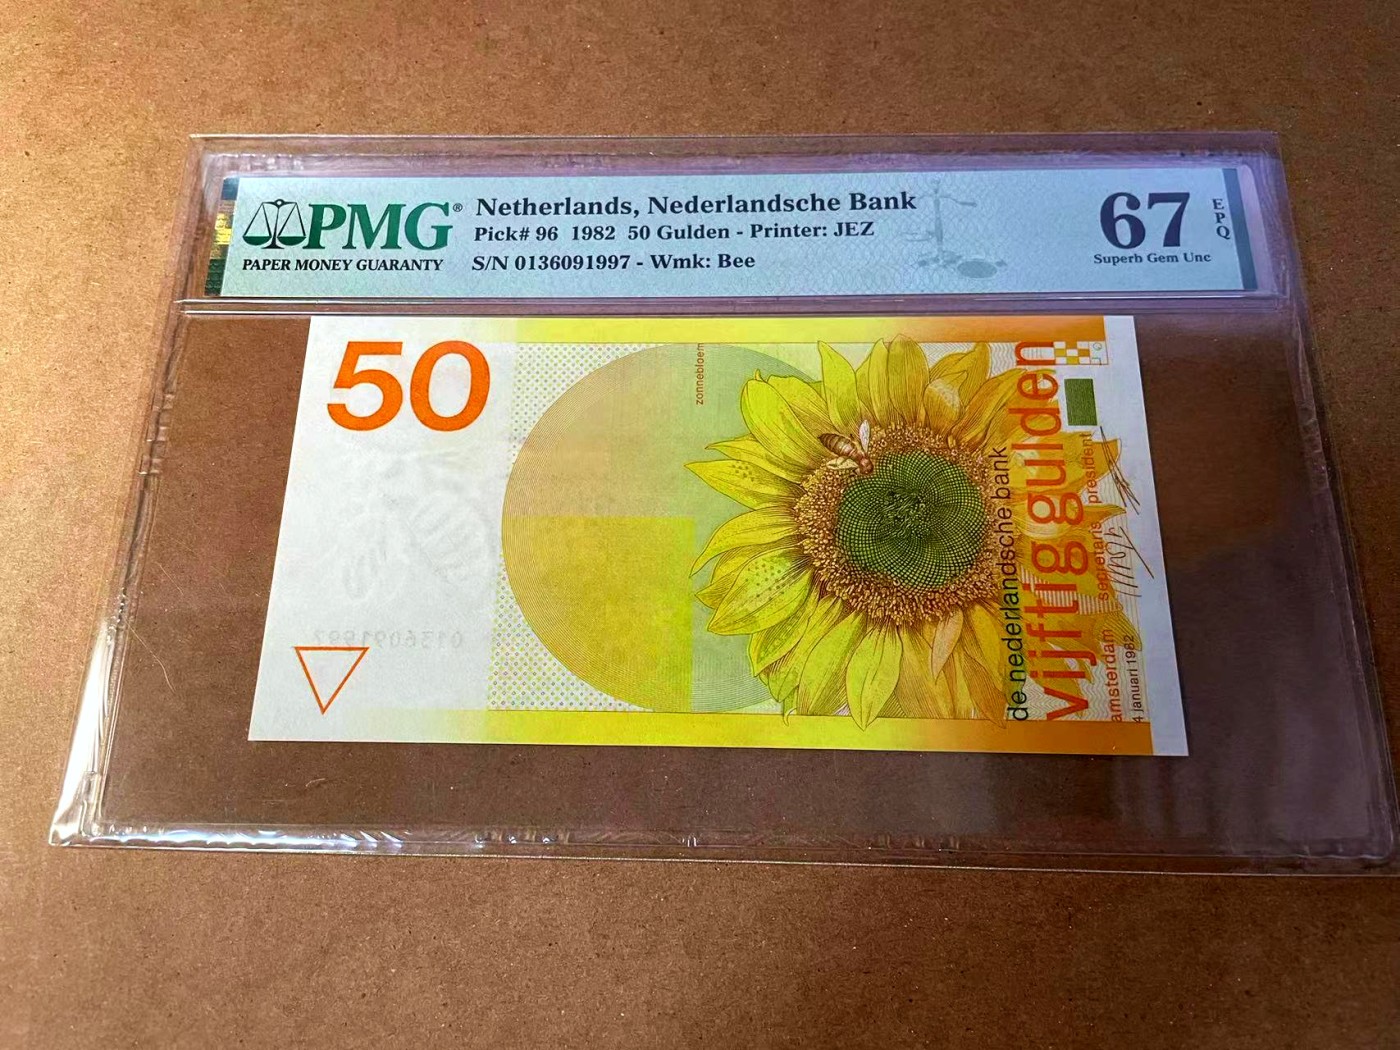 PMG®
PAPER MONEY GUARANTY
Netherlands, Nederlandsche Bank
Pick# 96 1982 50 Gulden - Printer: JEZ
S/N 0136091997 - Wmk: Bee
67
EPQ
Superb Gem Unc
50
zonnebloem
de nederlandsche bank
vijftig gulden
amsterdam secretaris president
4 januari 1982
0136091997